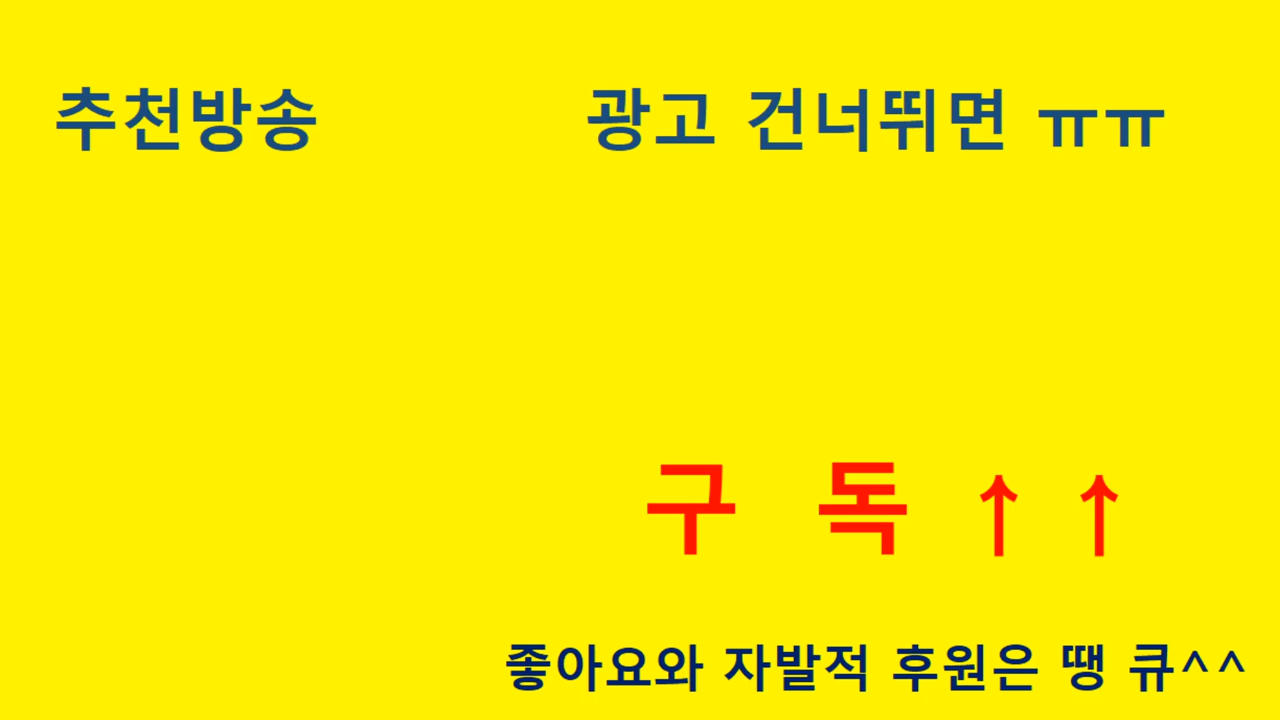 추천방송
광고 건너뛰면 ㅠㅠ
구 독 ↑ ↑
좋아요와 자발적 후원은 땡 큐^^